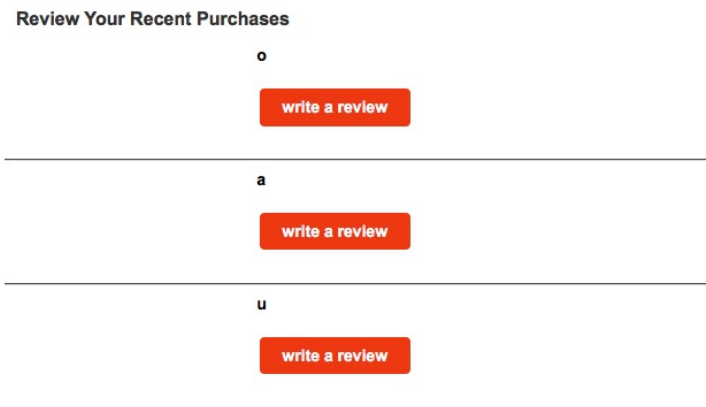 Review Your Recent Purchases
o
write a review
a
write a review
u
write a review